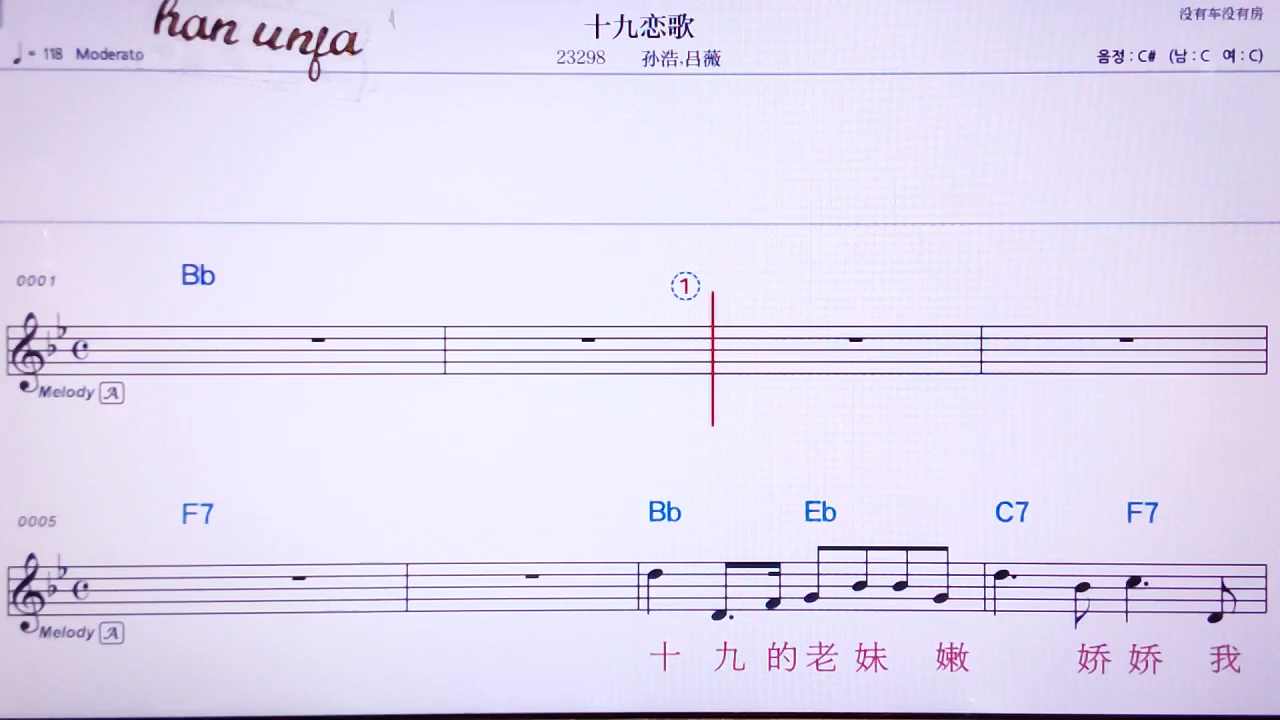 han unja
十九恋歌
没有车没有房
♩= 118 Moderato
23298 孙浩,吕薇
음정 : C# (남 : C 여 : C)
0001 Bb ①
Melody A
0005 F7 Bb Eb C7 F7
Melody A
十 九 的 老 妹 嫩 娇 娇 我